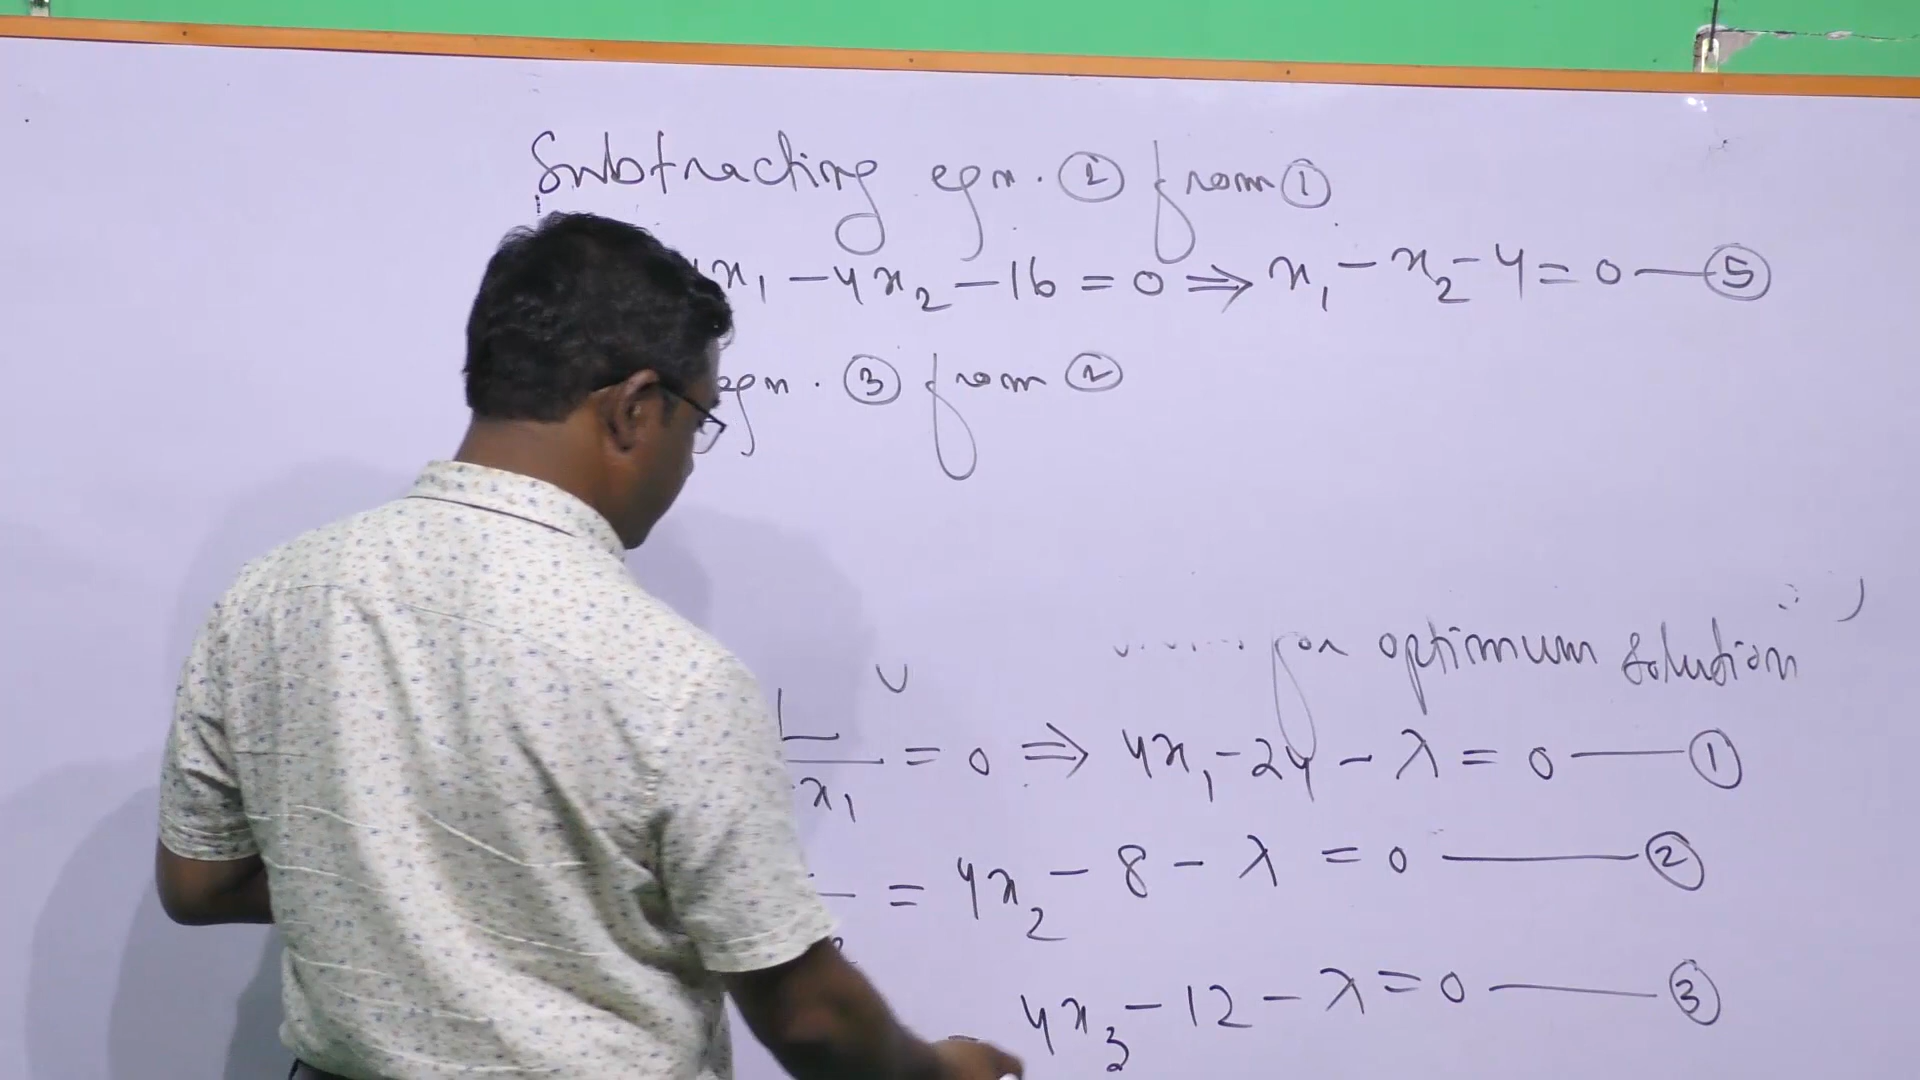 Subtracting eqn. ② from ①
x₁ - 4x₂ - 16 = 0 ⇒ x₁ - x₂ - 4 = 0 — ⑤
eqn. ③ from ②
for optimum solution
L
x₁ = 0 ⇒ 4x₁ - 24 - λ = 0 — ①
= 4x₂ - 8 - λ = 0 — ②
4x₃ - 12 - λ = 0 — ③